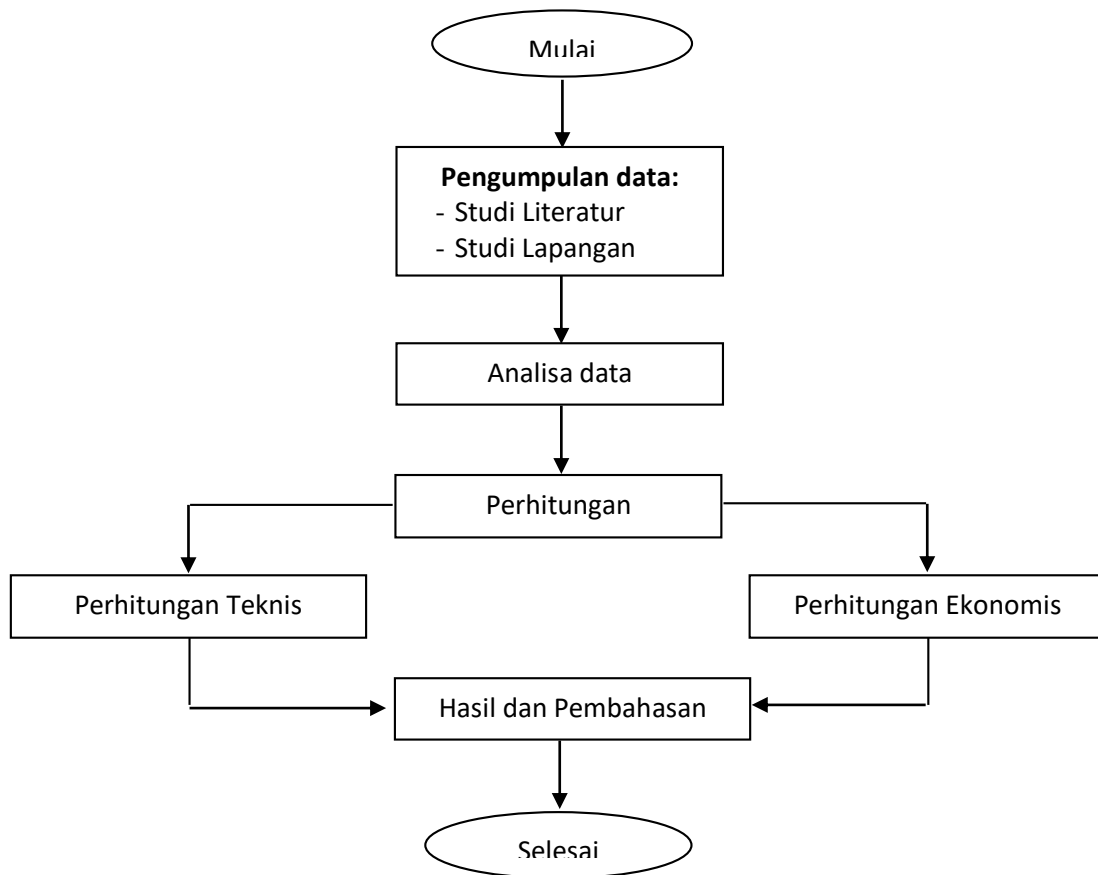 Mulai
Pengumpulan data:
- Studi Literatur
- Studi Lapangan
Analisa data
Perhitungan
Perhitungan Teknis
Perhitungan Ekonomis
Hasil dan Pembahasan
Selesai